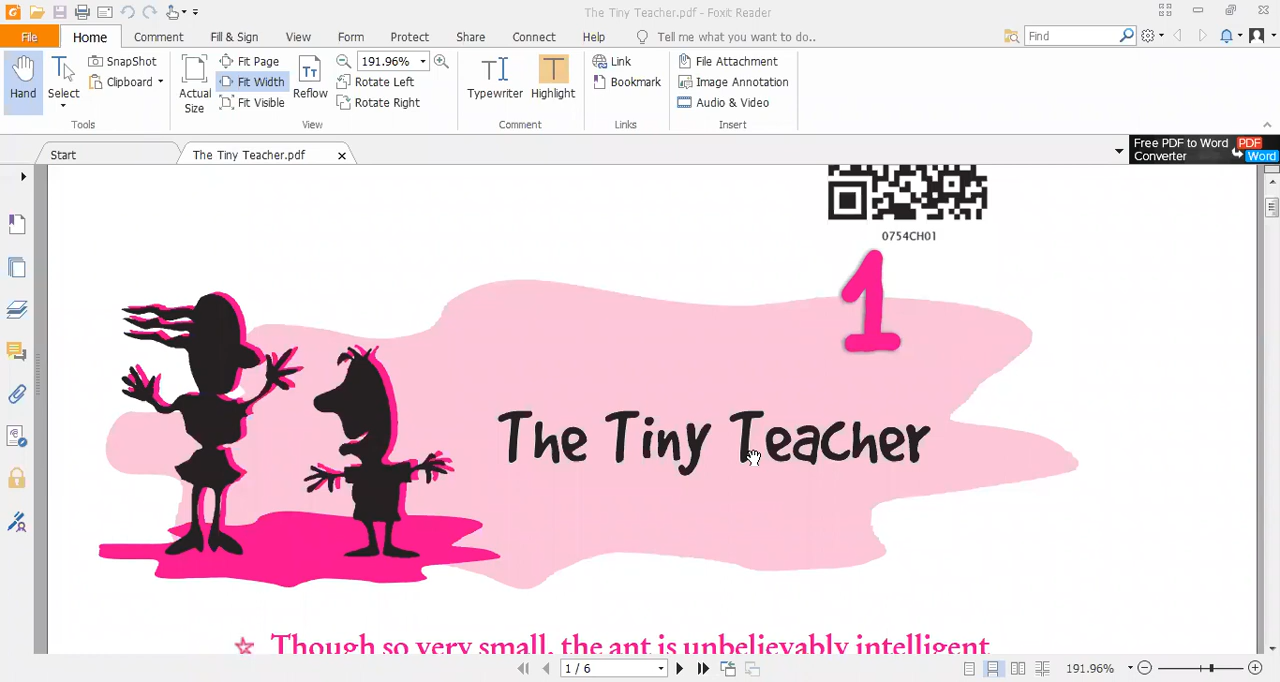 The Tiny Teacher.pdf - Foxit Reader
File Home Comment Fill & Sign View Form Protect Share Connect Help Tell me what you want to do.. Find
Hand
Select
SnapShot
Clipboard
Tools
Actual Size
Fit Page
Fit Width
Fit Visible
Reflow
191.96%
Rotate Left
Rotate Right
View
Typewriter
Highlight
Comment
Link
Bookmark
Links
File Attachment
Image Annotation
Audio & Video
Insert
Start
The Tiny Teacher.pdf
Free PDF to Word Converter
PDF
Word
0754CH01
1
The Tiny Teacher
Though so very small, the ant is unbelievably intelligent
1 / 6
191.96%